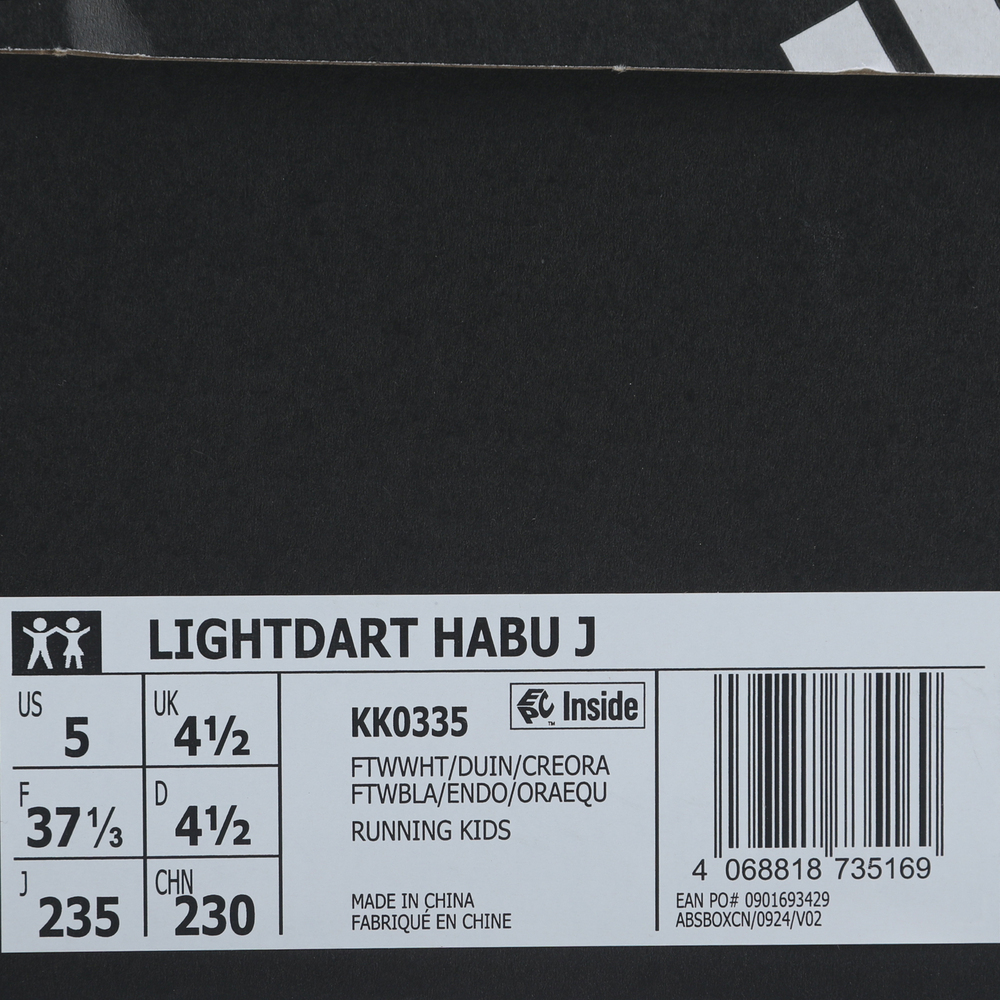 LIGHTDART HABU J
US 5
UK 4½
F 37⅓
D 4½
J 235
CHN 230
KK0335
EPC™ Inside
FTWWHT/DUIN/CREORA
FTWBLA/ENDO/ORAEQU
RUNNING KIDS
MADE IN CHINA
FABRIQUÉ EN CHINE
4 068818 735169
EAN PO# 0901693429
ABSBOXCN/0924/V02